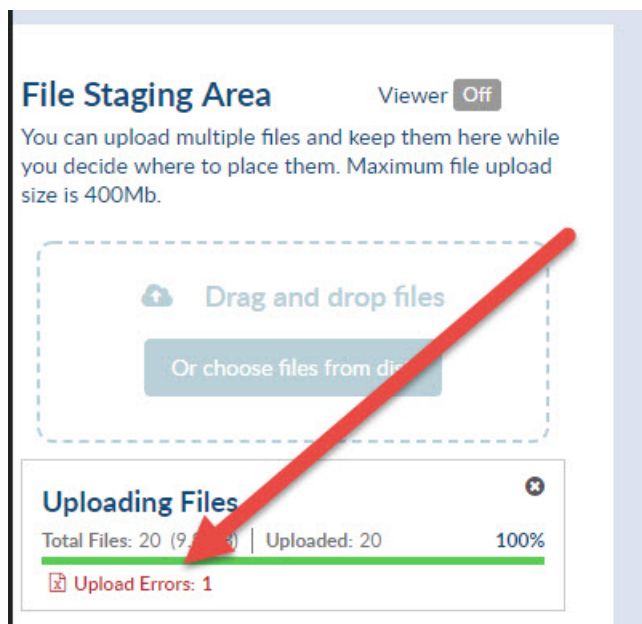 File Staging Area
Viewer Off
You can upload multiple files and keep them here while
you decide where to place them. Maximum file upload
size is 400Mb.
Drag and drop files
Or choose files from
Uploading Files
Total Files: 20 | Uploaded: 20 100%
Upload Errors: 1